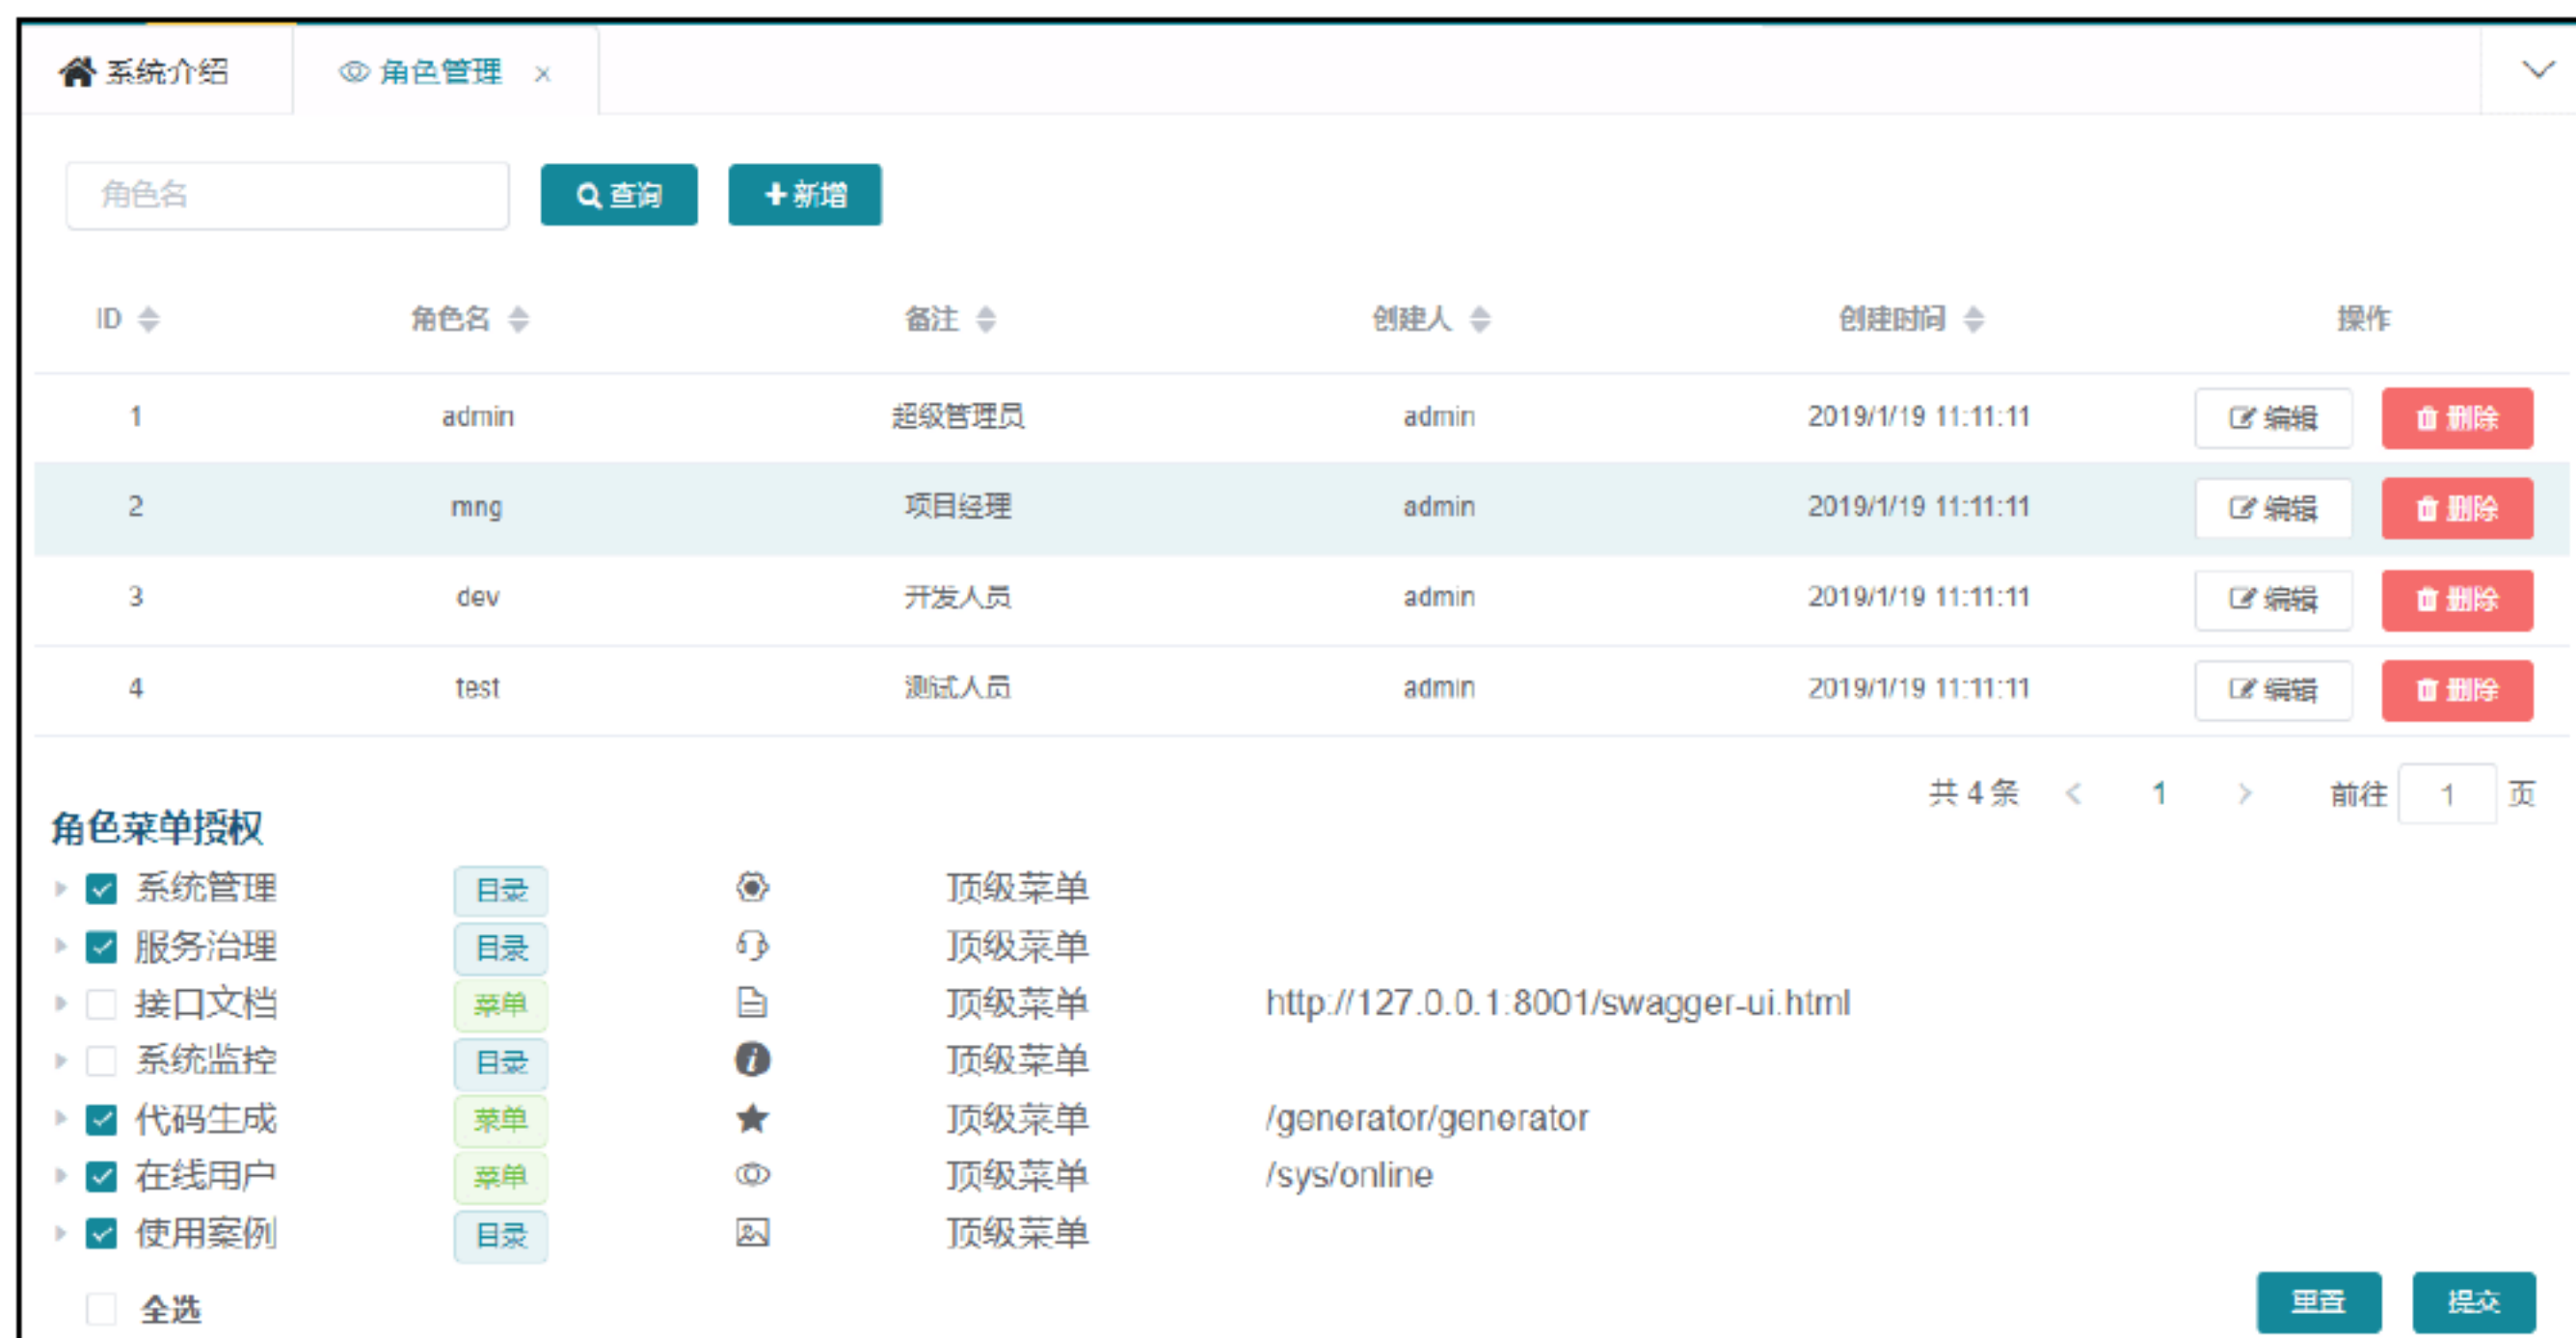 系统介绍 角色管理 ×
角色名 查询 新增
ID 角色名 备注 创建人 创建时间 操作
1 admin 超级管理员 admin 2019/1/19 11:11:11 编辑 删除
2 mng 项目经理 admin 2019/1/19 11:11:11 编辑 删除
3 dev 开发人员 admin 2019/1/19 11:11:11 编辑 删除
4 test 测试人员 admin 2019/1/19 11:11:11 编辑 删除
共 4 条 < 1 > 前往 1 页
角色菜单授权
系统管理 目录 顶级菜单
服务治理 目录 顶级菜单
接口文档 菜单 顶级菜单 http://127.0.0.1:8001/swagger-ui.html
系统监控 目录 顶级菜单
代码生成 菜单 顶级菜单 /generator/generator
在线用户 菜单 顶级菜单 /sys/online
使用案例 目录 顶级菜单
全选 重置 提交